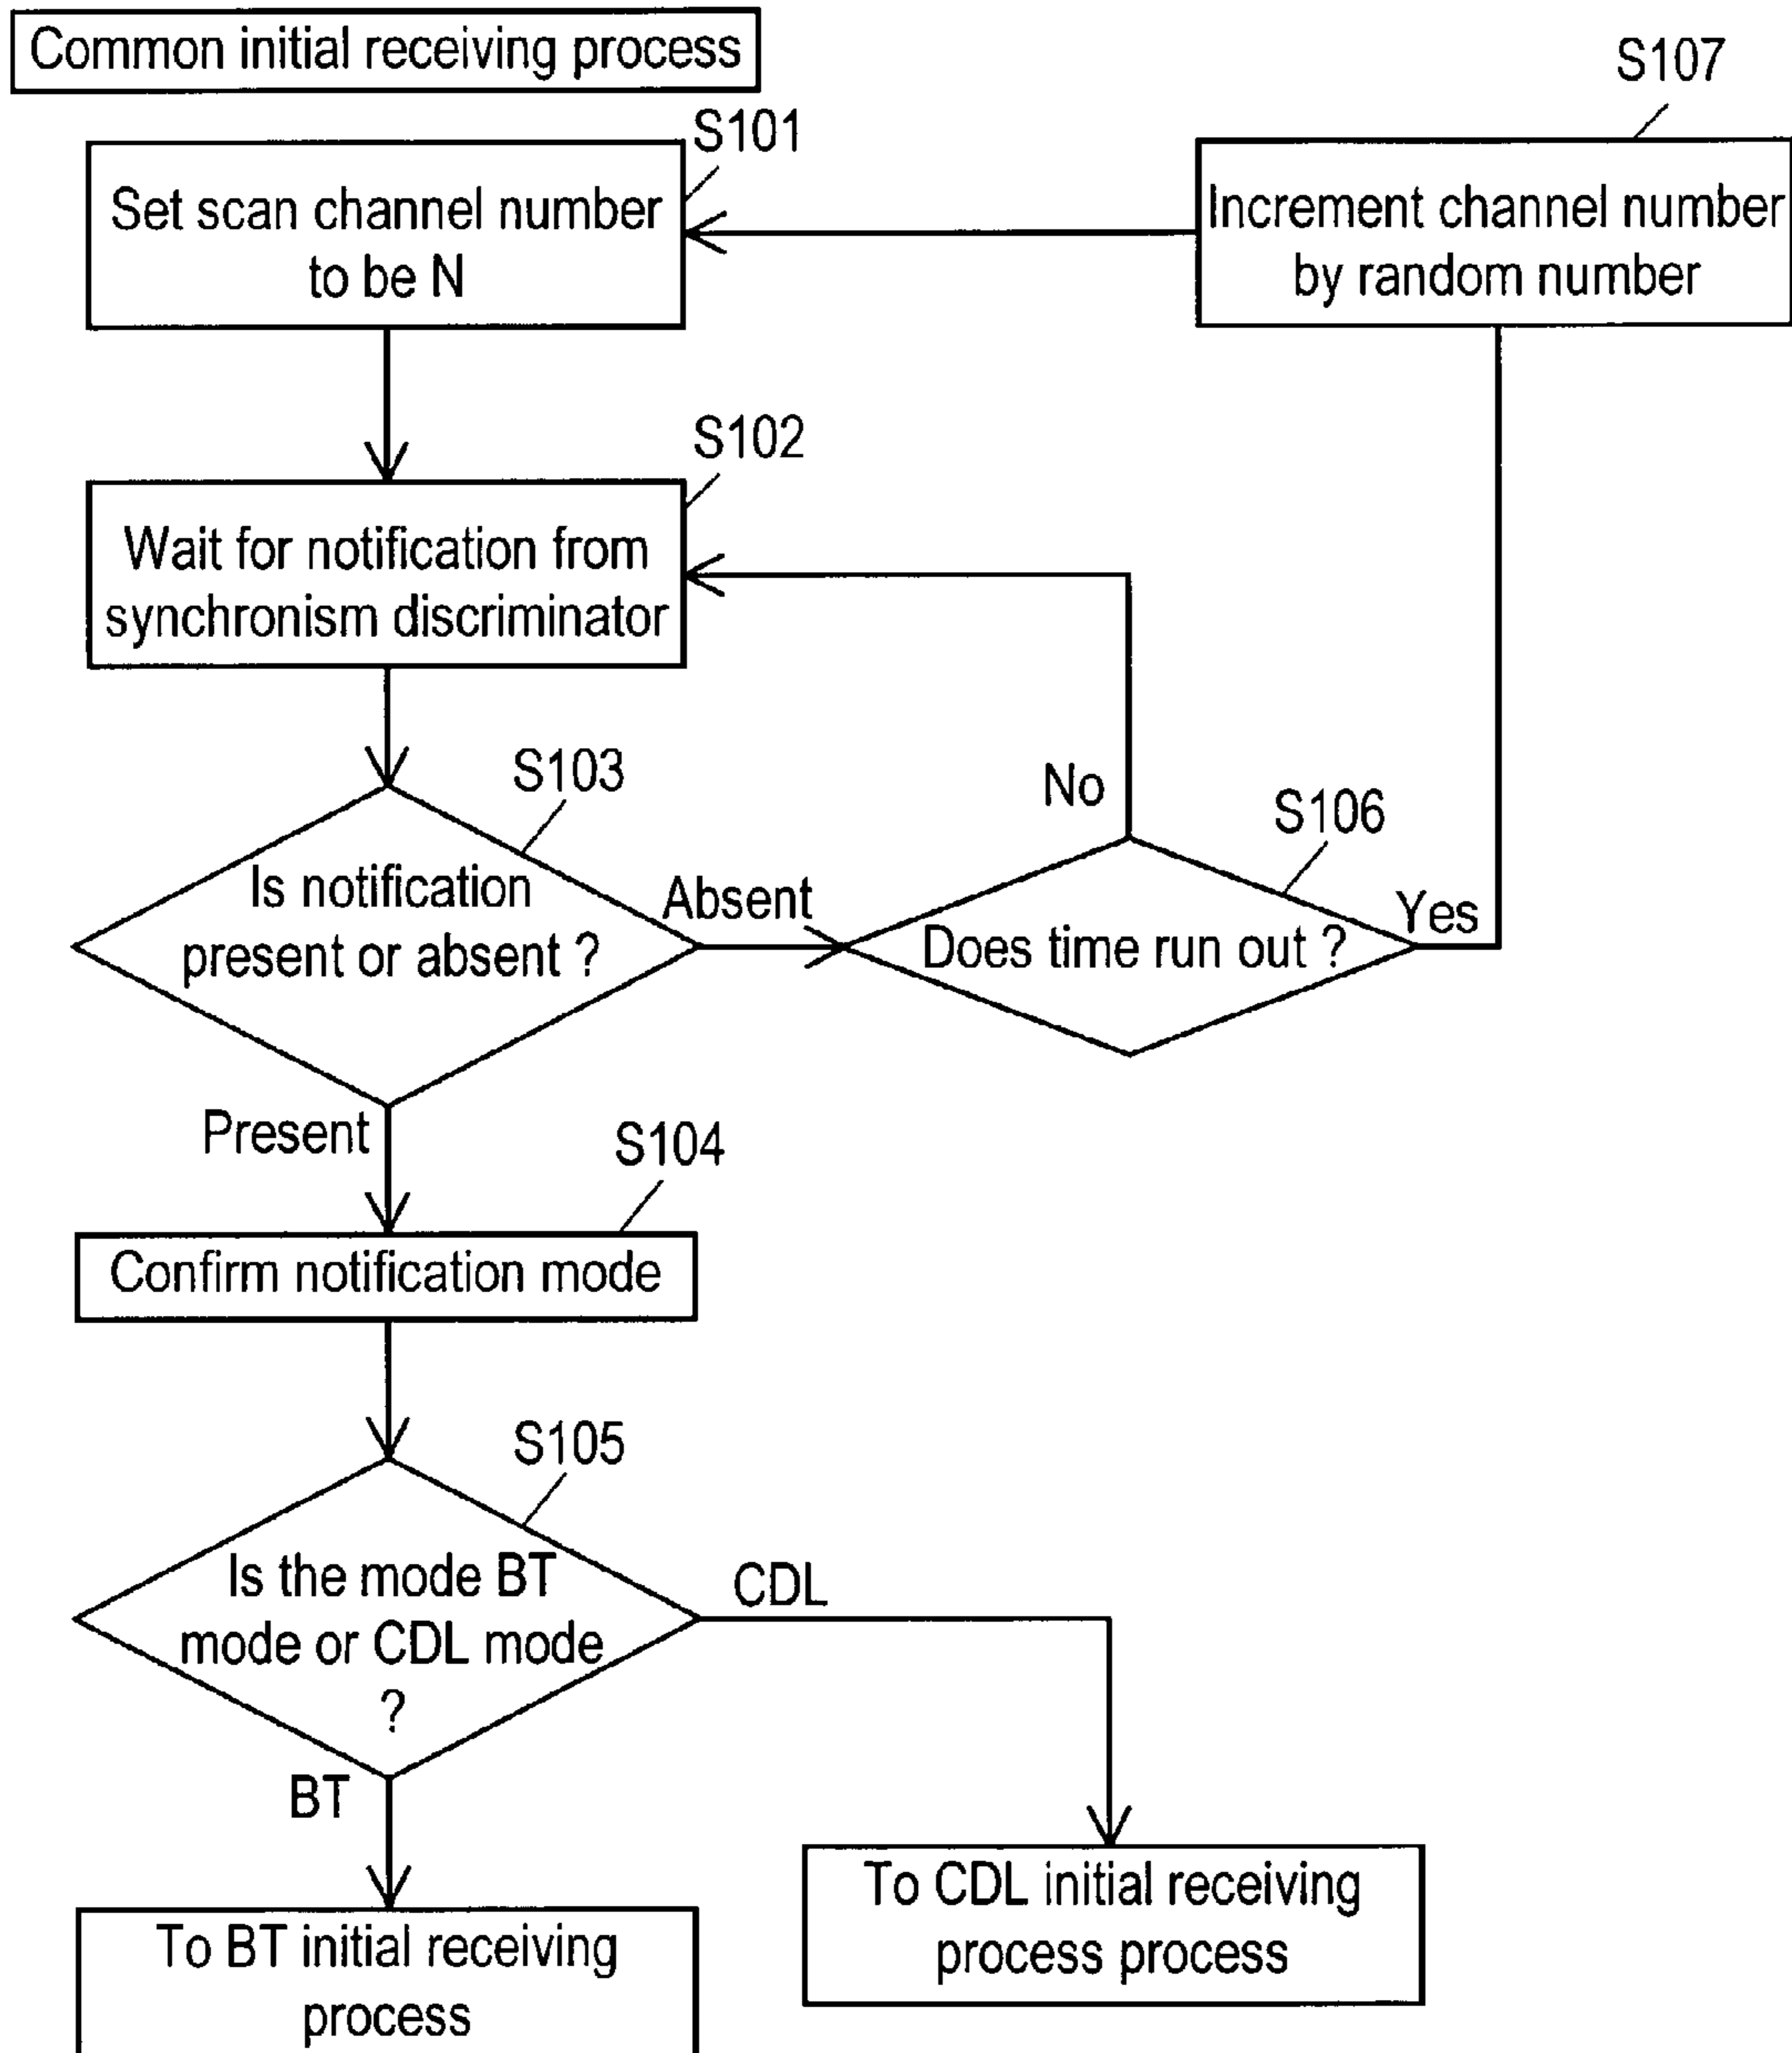 Common initial receiving process
S107
S101
Set scan channel number
to be N
Increment channel number
by random number
S102
Wait for notification from
synchronism discriminator
S103
No
S106
Is notification
present or absent ?
Absent
Does time run out ?
Yes
Present
S104
Confirm notification mode
S105
Is the mode BT
mode or CDL mode
?
CDL
BT
To CDL initial receiving
process process
To BT initial receiving
process